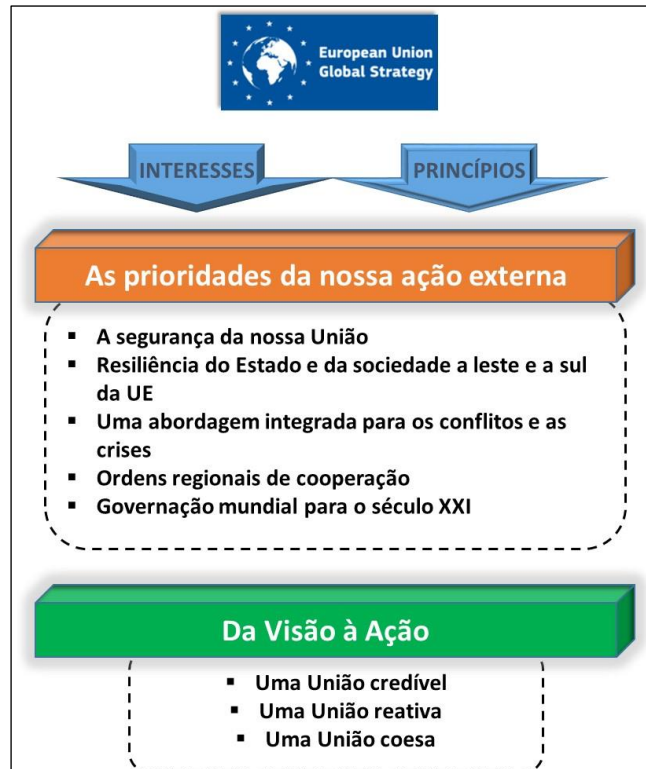 European Union
Global Strategy
INTERESSES
PRINCÍPIOS
As prioridades da nossa ação externa
▪ A segurança da nossa União
▪ Resiliência do Estado e da sociedade a leste e a sul
da UE
▪ Uma abordagem integrada para os conflitos e as
crises
▪ Ordens regionais de cooperação
▪ Governação mundial para o século XXI
Da Visão à Ação
▪ Uma União credível
▪ Uma União reativa
▪ Uma União coesa